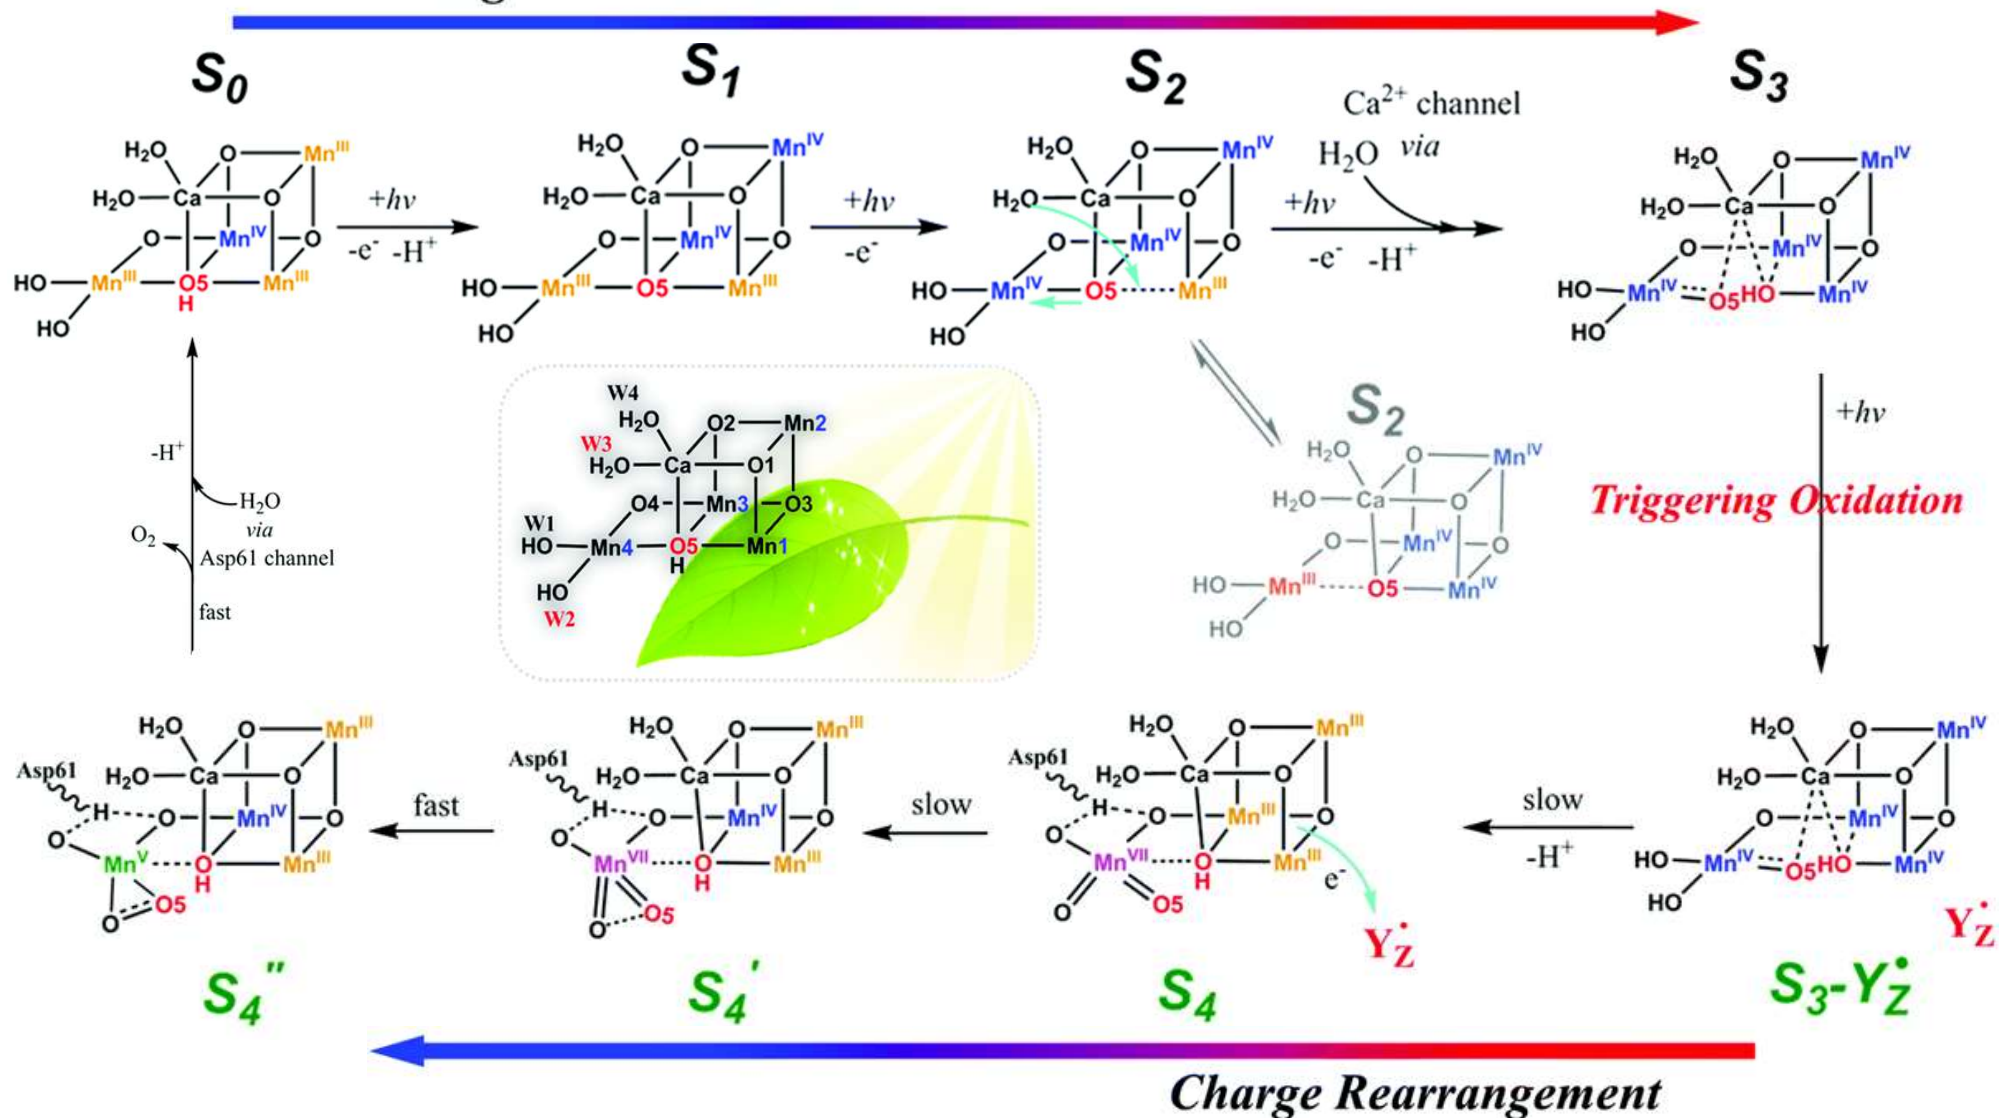 S0
S1
S2
S3
H2O
O
MnIII
H2O
Ca
O
O
MnIV
O
HO
MnIII
O5
H
MnIII
HO
+hν
-e- -H+
H2O
O
MnIV
H2O
Ca
O
O
MnIV
O
HO
MnIII
O5
MnIII
HO
+hν
-e-
H2O
O
MnIV
H2O
Ca
O
O
MnIV
O
HO
MnIV
O5
MnIII
HO
Ca2+ channel
H2O via
+hν
-e- -H+
H2O
O
MnIV
H2O
Ca
O
O
MnIV
O
HO
MnIV
O5
HO
MnIV
HO
-H+
H2O
via
Asp61 channel
O2
fast
W4
H2O
O2
Mn2
W3
H2O
Ca
O1
O4
Mn3
O3
W1
HO
Mn4
O5
H
Mn1
HO
W2
S2
H2O
O
MnIV
H2O
Ca
O
O
MnIV
O
HO
MnIII
O5
MnIV
HO
+hν
Triggering Oxidation
H2O
O
MnIII
Asp61
H2O
Ca
O
H
O
MnIV
O
O
MnV
O
H
MnIII
O
O5
fast
H2O
O
MnIII
Asp61
H2O
Ca
O
H
O
MnIV
O
O
MnVII
O
H
MnIII
O
O5
slow
H2O
O
MnIII
Asp61
H2O
Ca
O
H
O
MnIII
O
O
MnVII
O
H
MnIII
e-
O
O5
YZ•
slow
-H+
H2O
O
MnIV
H2O
Ca
O
O
MnIV
O
HO
MnIV
O5
HO
MnIV
HO
YZ•
S4''
S4'
S4
S3-YZ•
Charge Rearrangement